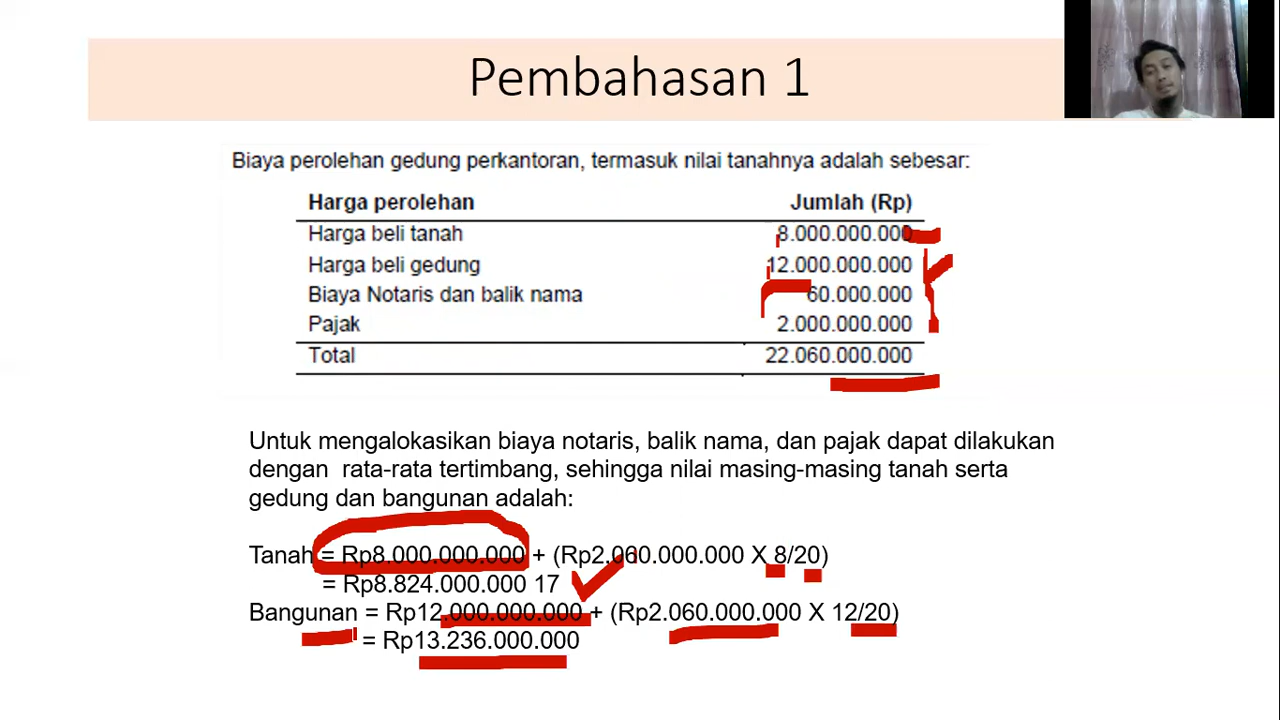 Pembahasan 1
Biaya perolehan gedung perkantoran, termasuk nilai tanahnya adalah sebesar:
Harga perolehan Jumlah (Rp)
Harga beli tanah 8.000.000.000
Harga beli gedung 12.000.000.000
Biaya Notaris dan balik nama 60.000.000
Pajak 2.000.000.000
Total 22.060.000.000
Untuk mengalokasikan biaya notaris, balik nama, dan pajak dapat dilakukan
dengan rata-rata tertimbang, sehingga nilai masing-masing tanah serta
gedung dan bangunan adalah:
Tanah = Rp8.000.000.000 + (Rp2.060.000.000 X 8/20)
= Rp8.824.000.000 17
Bangunan = Rp12.000.000.000 + (Rp2.060.000.000 X 12/20)
= Rp13.236.000.000